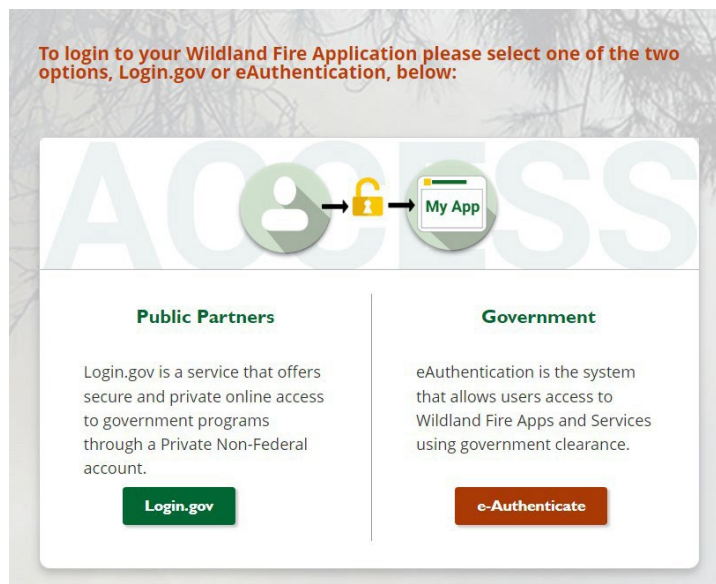 To login to your Wildland Fire Application please select one of the two
options, Login.gov or eAuthentication, below:
ACCESS
My App
Public Partners
Login.gov is a service that offers
secure and private online access
to government programs
through a Private Non-Federal
account.
Login.gov
Government
eAuthentication is the system
that allows users access to
Wildland Fire Apps and Services
using government clearance.
e-Authenticate